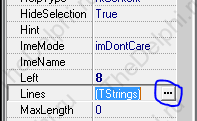 HideSelection True
Hint
ImeMode imDontCare
ImeName
Left 8
Lines (TStrings) ...
MaxLength 0